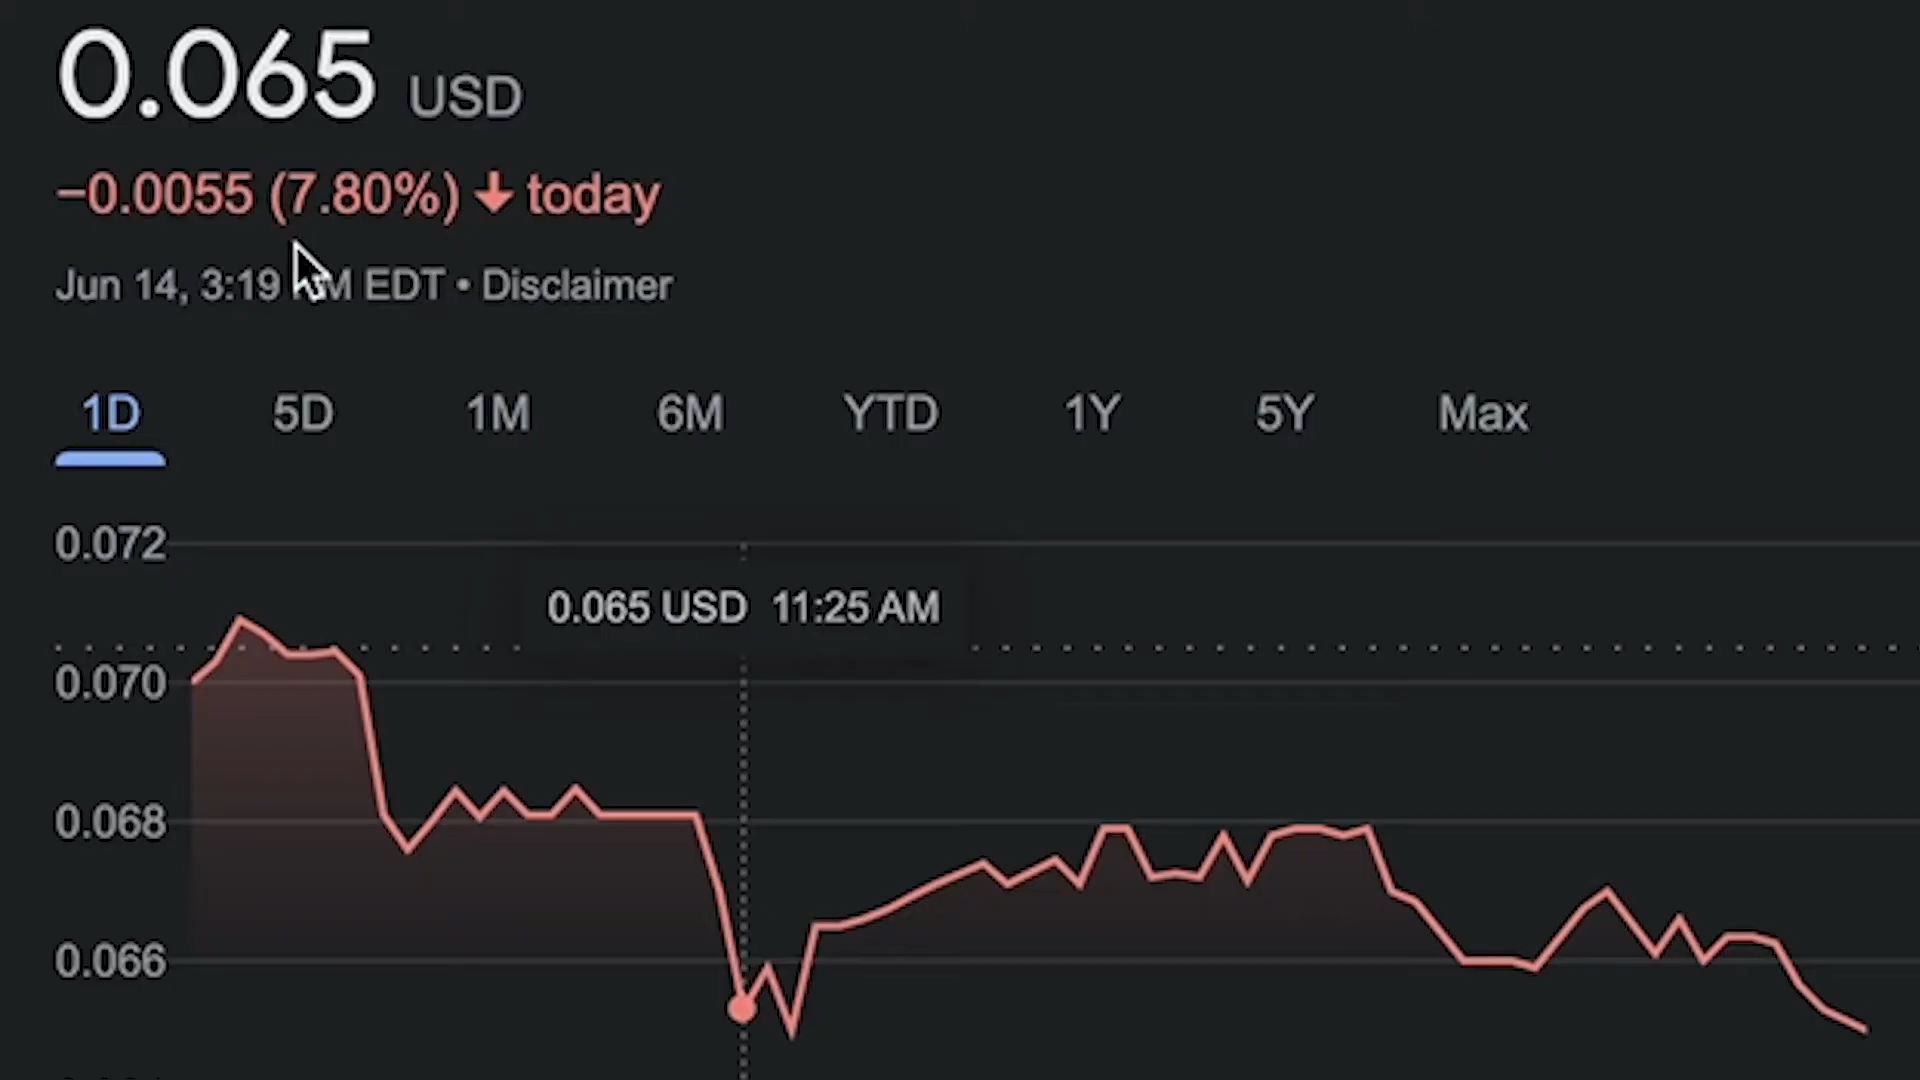 0.065 USD
−0.0055 (7.80%) ↓ today
Jun 14, 3:19 M EDT • Disclaimer
1D 5D 1M 6M YTD 1Y 5Y Max
0.072
0.065 USD 11:25 AM
0.070
0.068
0.066